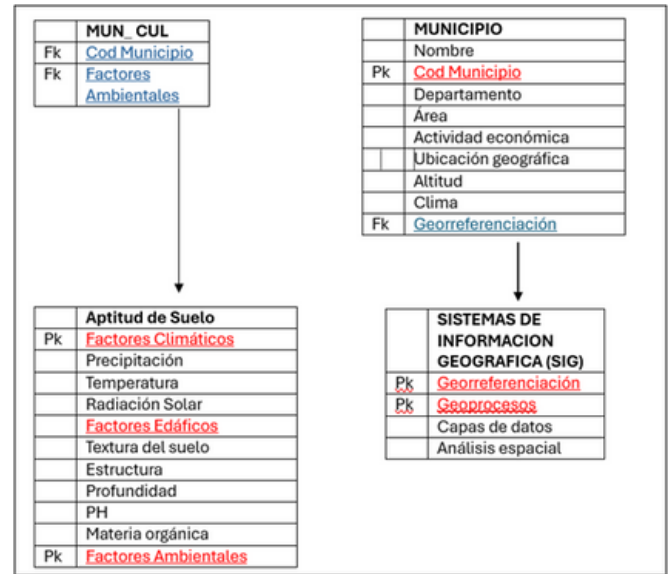 MUN_ CUL
Fk Cod Municipio
Fk Factores
Ambientales
MUNICIPIO
Nombre
Pk Cod Municipio
Departamento
Área
Actividad económica
Ubicación geográfica
Altitud
Clima
Fk Georreferenciación
Aptitud de Suelo
Pk Factores Climáticos
Precipitación
Temperatura
Radiación Solar
Factores Edáficos
Textura del suelo
Estructura
Profundidad
PH
Materia orgánica
Pk Factores Ambientales
SISTEMAS DE
INFORMACION
GEOGRAFICA (SIG)
Pk Georreferenciación
Pk Geoprocesos
Capas de datos
Análisis espacial